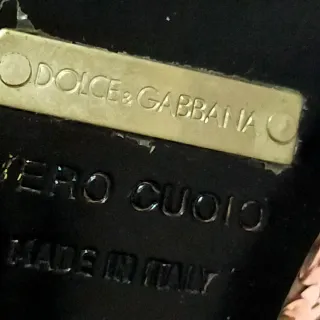 DOLCE & GABBANA
VERO CUOIO
MADE IN ITALY